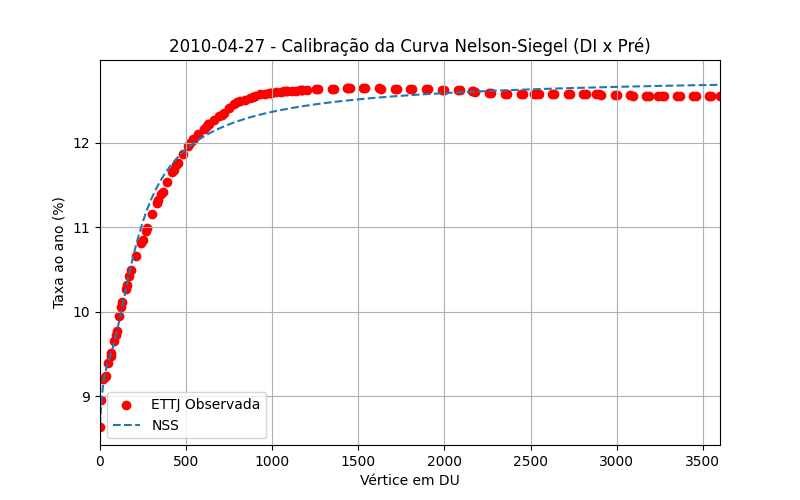 2010-04-27 - Calibração da Curva Nelson-Siegel (DI x Pré)
Taxa ao ano (%)
12
11
10
9
ETTJ Observada
NSS
0
500
1000
1500
2000
2500
3000
3500
Vértice em DU